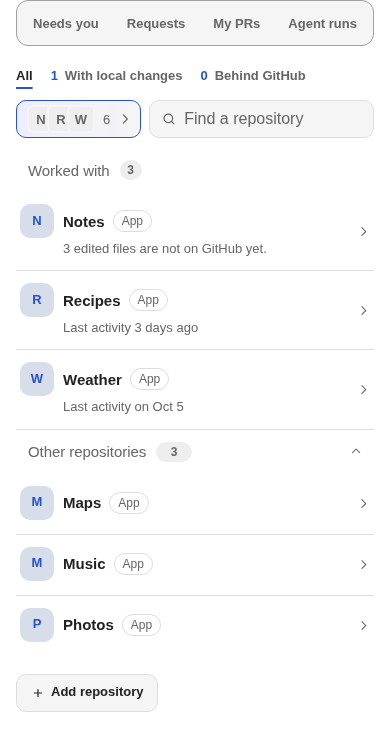 Needs you Requests My PRs Agent runs
All 1 With local changes 0 Behind GitHub
N R W 6 Find a repository
Worked with 3
N Notes App
3 edited files are not on GitHub yet.
R Recipes App
Last activity 3 days ago
W Weather App
Last activity on Oct 5
Other repositories 3
M Maps App
M Music App
P Photos App
+ Add repository